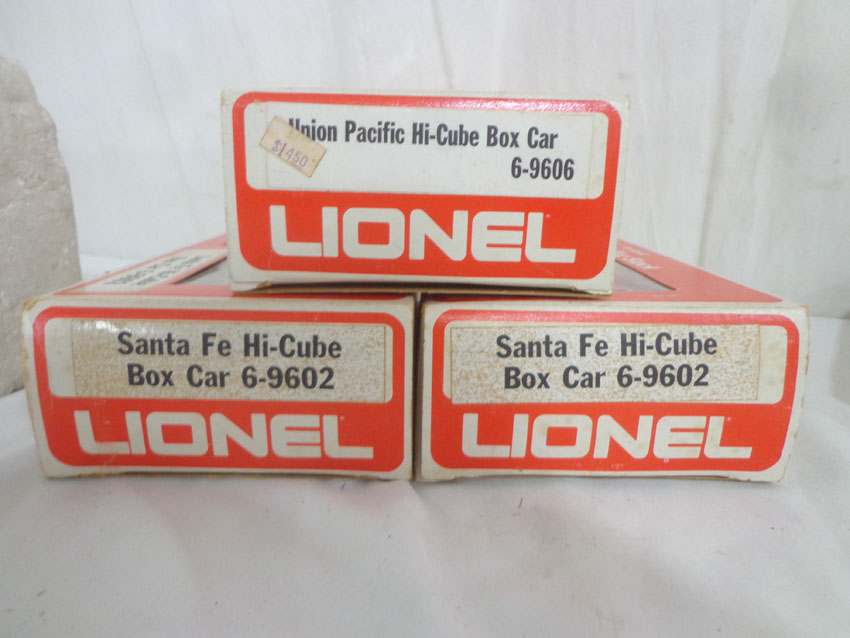 Union Pacific Hi-Cube Box Car
$1450
6-9606
LIONEL
Santa Fe Hi-Cube
Box Car 6-9602
LIONEL
Santa Fe Hi-Cube
Box Car 6-9602
LIONEL